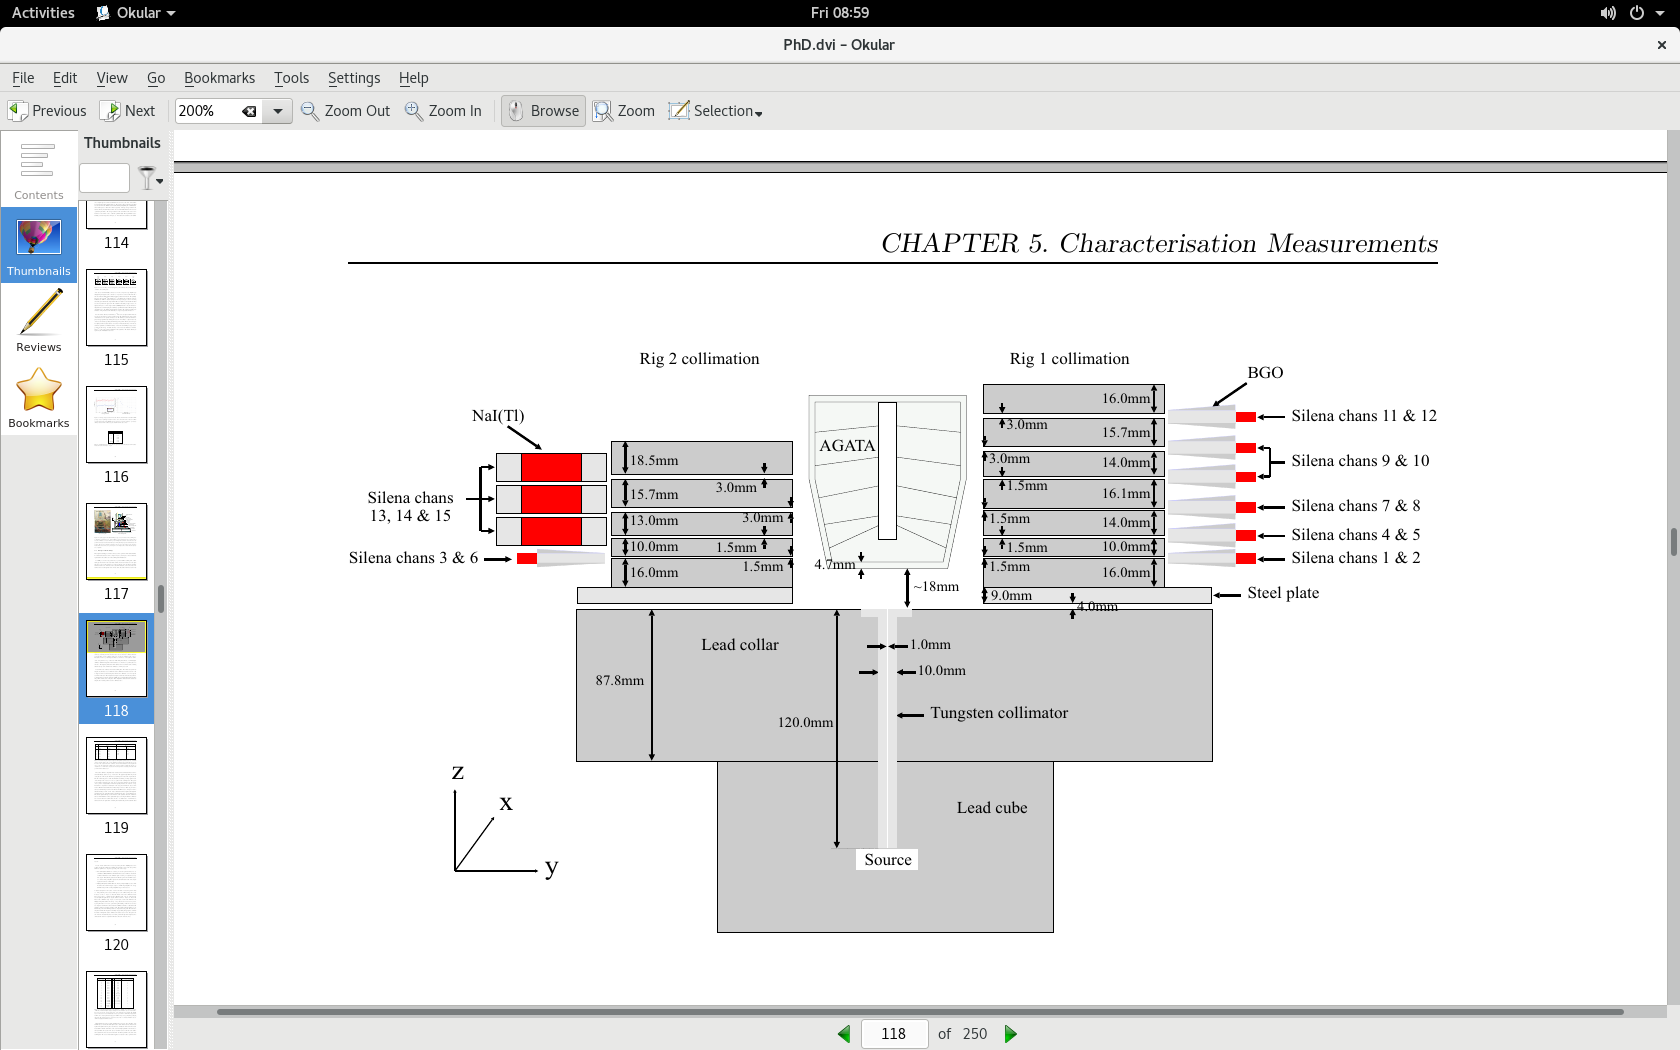 Activities Okular Fri 08:59
PhD.dvi – Okular
File Edit View Go Bookmarks Tools Settings Help
Previous Next 200% Zoom Out Zoom In Browse Zoom Selection
Contents
Thumbnails
Reviews
Bookmarks
Thumbnails
114
115
116
117
118
119
120
CHAPTER 5. Characterisation Measurements
Rig 2 collimation
Rig 1 collimation
NaI(Tl)
Silena chans
13, 14 & 15
Silena chans 3 & 6
18.5mm
3.0mm
15.7mm
3.0mm
13.0mm
1.5mm
10.0mm
1.5mm
16.0mm
AGATA
4.7mm
~18mm
16.0mm
3.0mm
15.7mm
3.0mm
14.0mm
1.5mm
16.1mm
1.5mm
14.0mm
1.5mm
10.0mm
1.5mm
16.0mm
9.0mm
4.0mm
BGO
Silena chans 11 & 12
Silena chans 9 & 10
Silena chans 7 & 8
Silena chans 4 & 5
Silena chans 1 & 2
Steel plate
Lead collar
1.0mm
10.0mm
87.8mm
Tungsten collimator
120.0mm
Lead cube
Source
z
x
y
118 of 250